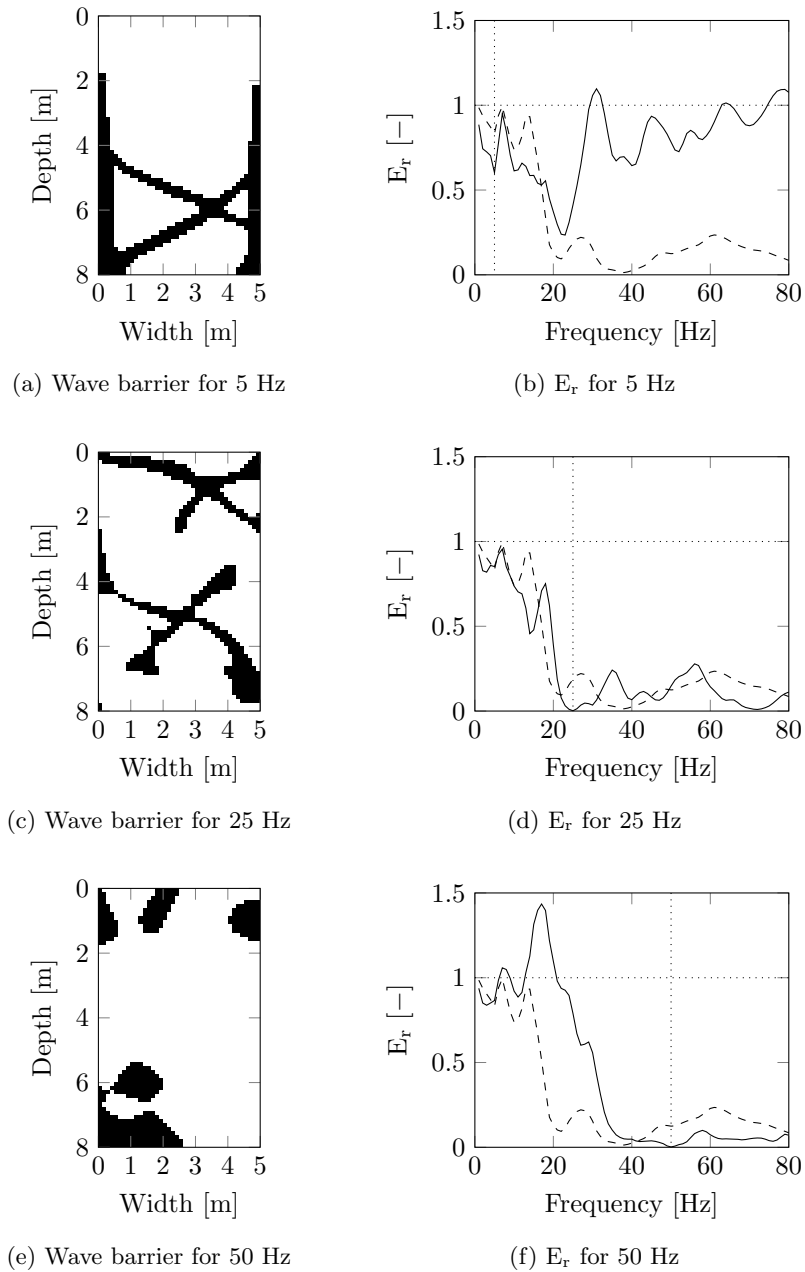 0
2
4
6
8
0 1 2 3 4 5
Depth [m]
Width [m]
(a) Wave barrier for 5 Hz
1.5
1
0.5
0
0 20 40 60 80
E_r [−]
Frequency [Hz]
(b) E_r for 5 Hz
0
2
4
6
8
0 1 2 3 4 5
Depth [m]
Width [m]
(c) Wave barrier for 25 Hz
1.5
1
0.5
0
0 20 40 60 80
E_r [−]
Frequency [Hz]
(d) E_r for 25 Hz
0
2
4
6
8
0 1 2 3 4 5
Depth [m]
Width [m]
(e) Wave barrier for 50 Hz
1.5
1
0.5
0
0 20 40 60 80
E_r [−]
Frequency [Hz]
(f) E_r for 50 Hz